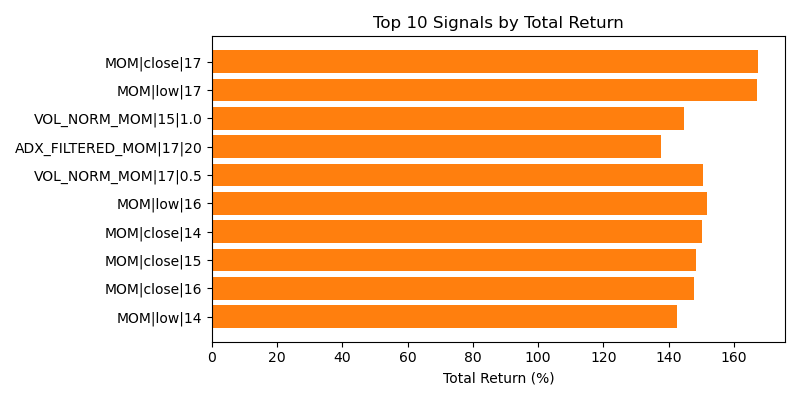 Top 10 Signals by Total Return
MOM|close|17
MOM|low|17
VOL_NORM_MOM|15|1.0
ADX_FILTERED_MOM|17|20
VOL_NORM_MOM|17|0.5
MOM|low|16
MOM|close|14
MOM|close|15
MOM|close|16
MOM|low|14
0 20 40 60 80 100 120 140 160
Total Return (%)